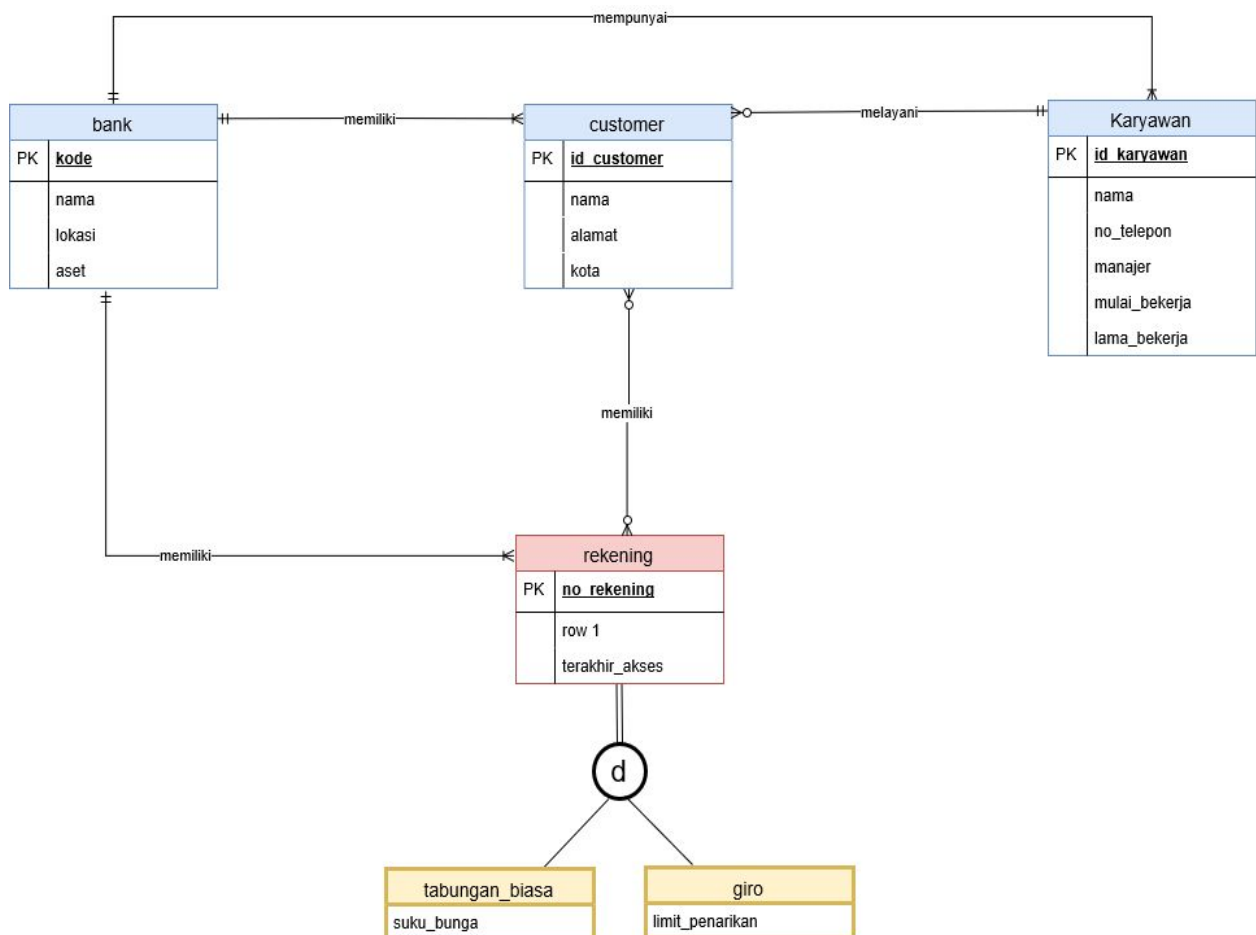 mempunyai
bank
PK kode
nama
lokasi
aset
memiliki
customer
PK id_customer
nama
alamat
kota
melayani
Karyawan
PK id_karyawan
nama
no_telepon
manajer
mulai_bekerja
lama_bekerja
memiliki
memiliki
rekening
PK no_rekening
row 1
terakhir_akses
d
tabungan_biasa
suku_bunga
giro
limit_penarikan